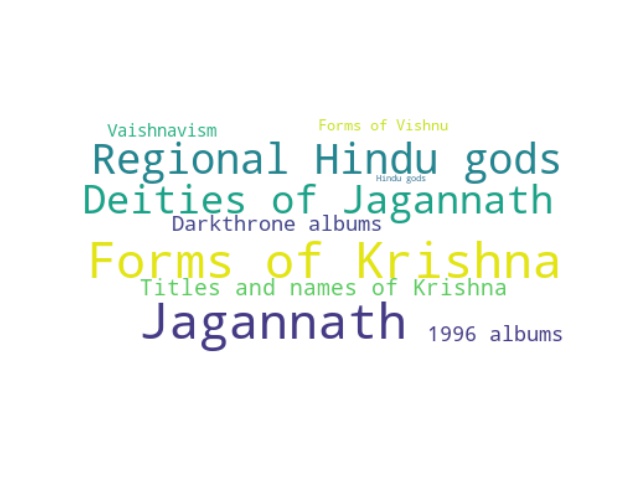 Vaishnavism
Forms of Vishnu
Regional Hindu gods
Hindu gods
Deities of Jagannath
Darkthrone albums
Forms of Krishna
Titles and names of Krishna
Jagannath
1996 albums